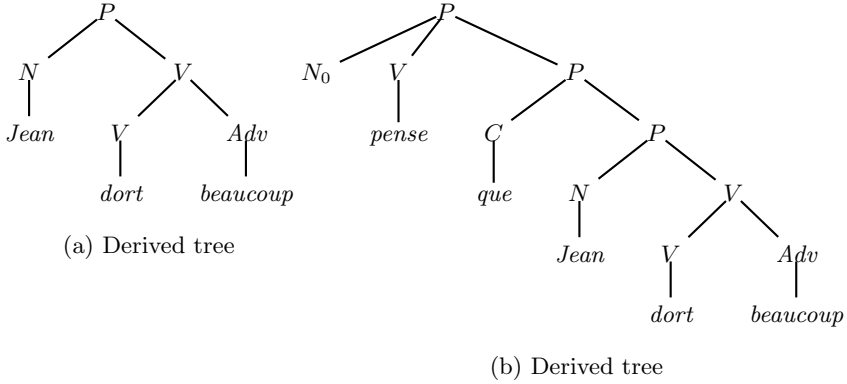 P P
N V N₀ V P
Jean V Adv pense C P
dort beaucoup que N V
(a) Derived tree
Jean V Adv
dort beaucoup
(b) Derived tree